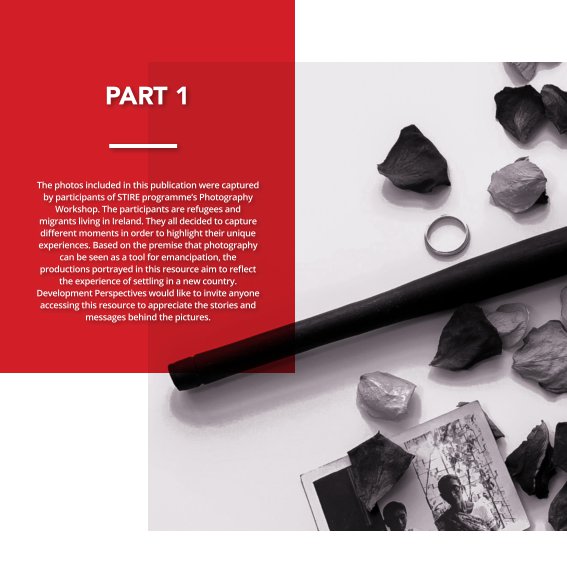 PART 1
The photos included in this publication were captured
by participants of STIRE programme's Photography
Workshop. The participants are refugees and
migrants living in Ireland. They all decided to capture
different moments in order to highlight their unique
experiences. Based on the premise that photography
can be seen as a tool for emancipation, the
productions portrayed in this resource aim to reflect
the experience of settling in a new country.
Development Perspectives would like to invite anyone
accessing this resource to appreciate the stories and
messages behind the pictures.